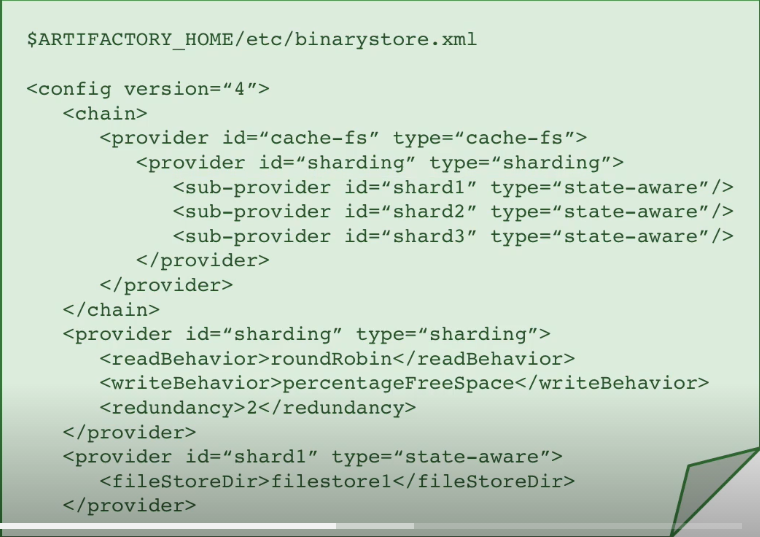 $ARTIFACTORY_HOME/etc/binarystore.xml
<config version=“4”>
<chain>
<provider id=“cache-fs” type=“cache-fs”>
<provider id=“sharding” type=“sharding”>
<sub-provider id=“shard1” type=“state-aware”/>
<sub-provider id=“shard2” type=“state-aware”/>
<sub-provider id=“shard3” type=“state-aware”/>
</provider>
</provider>
</chain>
<provider id=“sharding” type=“sharding”>
<readBehavior>roundRobin</readBehavior>
<writeBehavior>percentageFreeSpace</writeBehavior>
<redundancy>2</redundancy>
</provider>
<provider id=“shard1” type=“state-aware”>
<fileStoreDir>filestore1</fileStoreDir>
</provider>